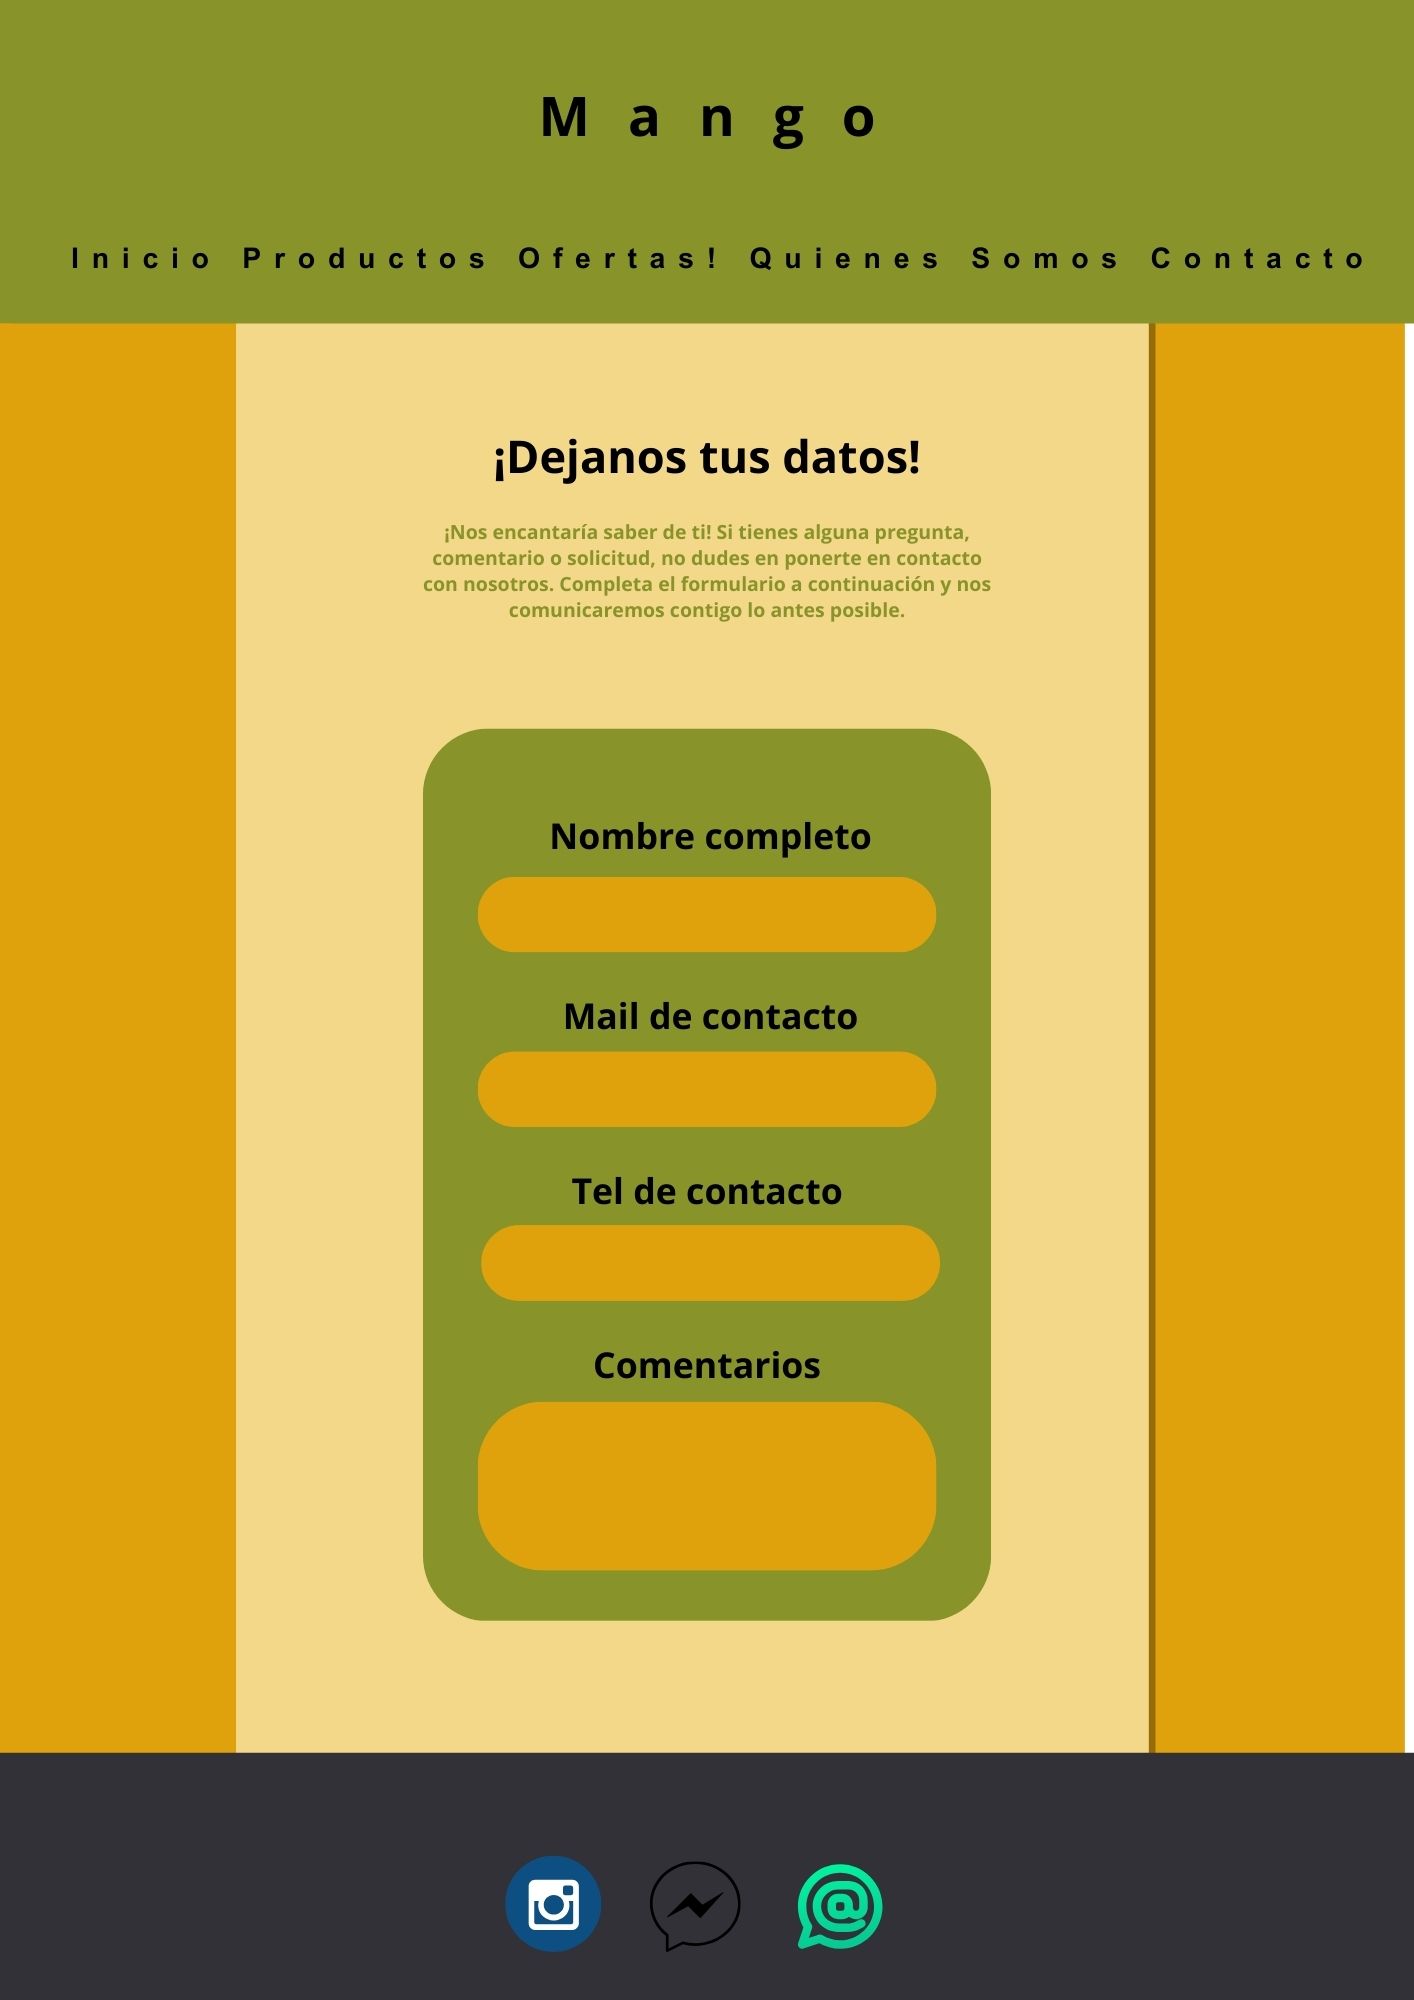 Mango
Inicio Productos Ofertas! Quienes Somos Contacto
¡Dejanos tus datos!
¡Nos encantaría saber de ti! Si tienes alguna pregunta,
comentario o solicitud, no dudes en ponerte en contacto
con nosotros. Completa el formulario a continuación y nos
comunicaremos contigo lo antes posible.
Nombre completo
Mail de contacto
Tel de contacto
Comentarios